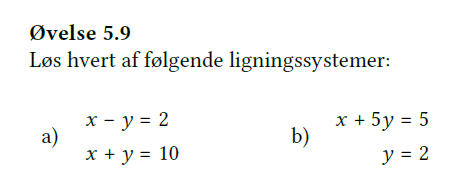 Øvelse 5.9
Løs hvert af følgende ligningssystemer:
a) x − y = 2
x + y = 10
b) x + 5y = 5
y = 2